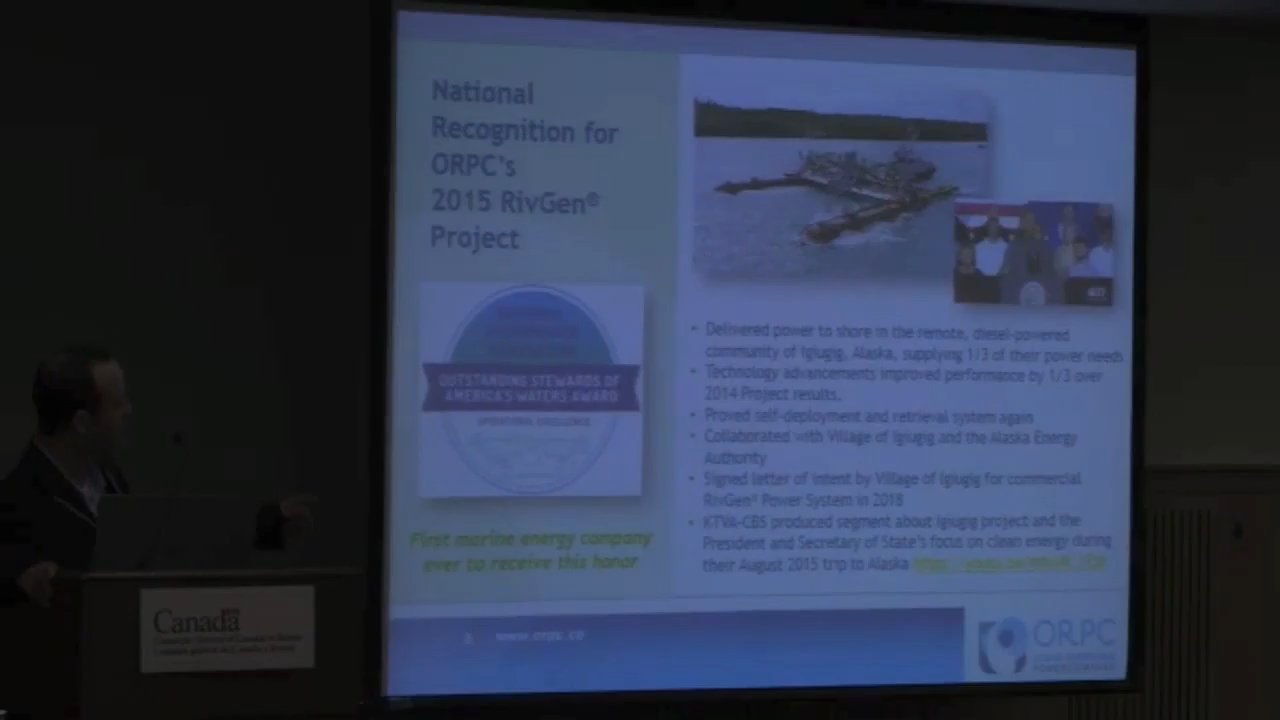 National
Recognition for
ORPC's
2015 RivGen®
Project
OUTSTANDING STEWARDS OF
AMERICA'S WATERS AWARD
OPERATIONAL EXCELLENCE
First marine energy company
ever to receive this honor
• Delivered power to shore in the remote, diesel-powered
community of Igiugig, Alaska, supplying 1/3 of their power needs
• Technology advancements improved performance by 1/3 over
2014 Project results.
• Proved self-deployment and retrieval system again
• Collaborated with Village of Igiugig and the Alaska Energy
Authority
• Signed letter of intent by Village of Igiugig for commercial
RivGen® Power System in 2018
• KTVA-CBS produced segment about Igiugig project and the
President and Secretary of State's focus on clean energy during
their August 2015 trip to Alaska
www.orpc.co
ORPC
Canada